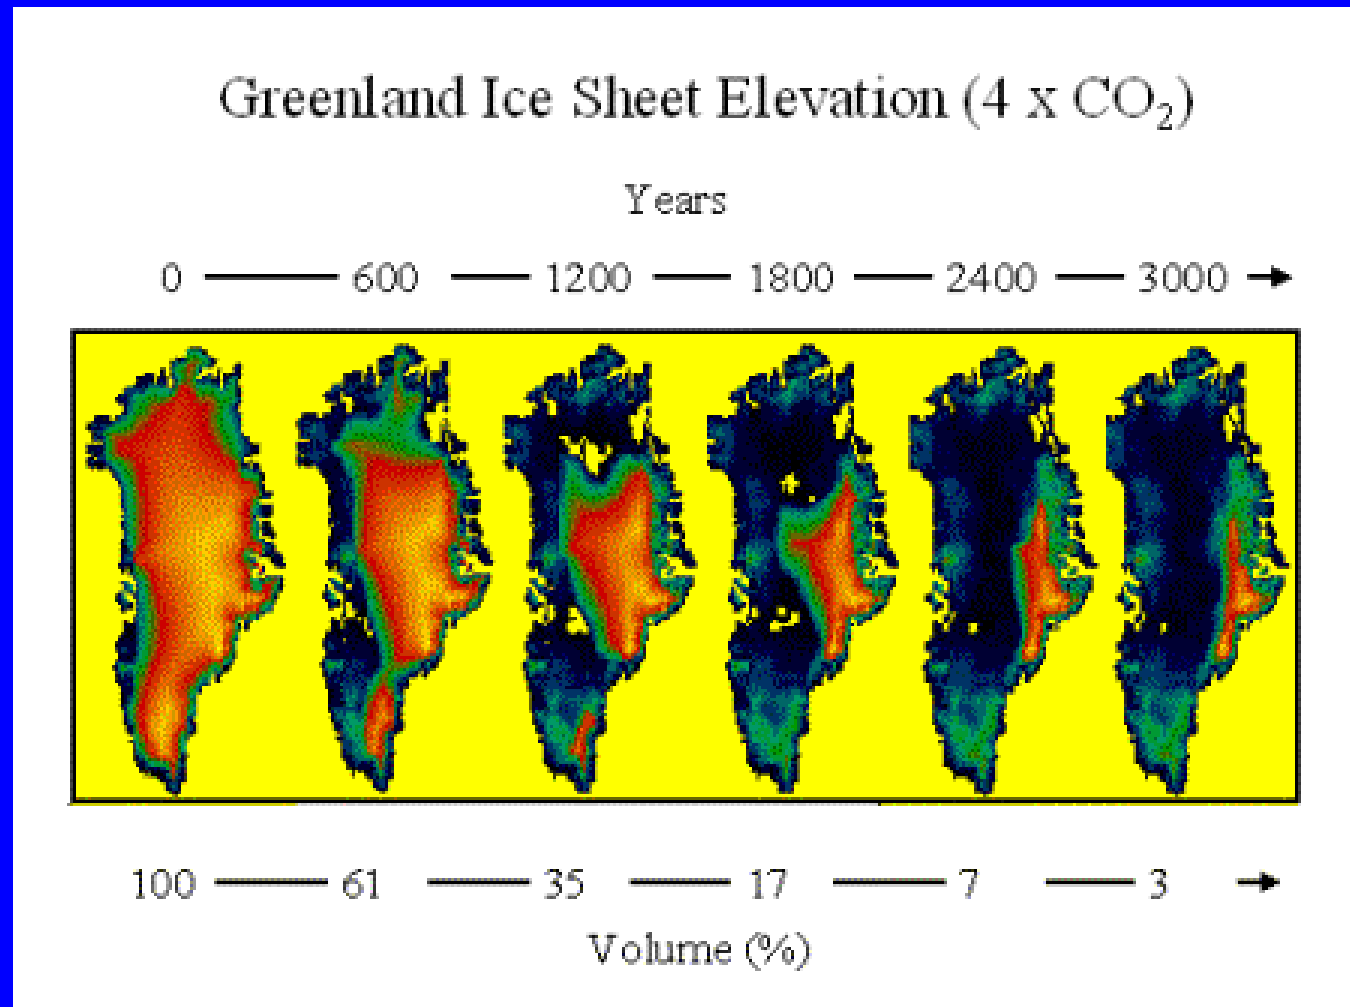 Greenland Ice Sheet Elevation (4 x CO₂)
Years
0 600 1200 1800 2400 3000
100 61 35 17 7 3
Volume (%)